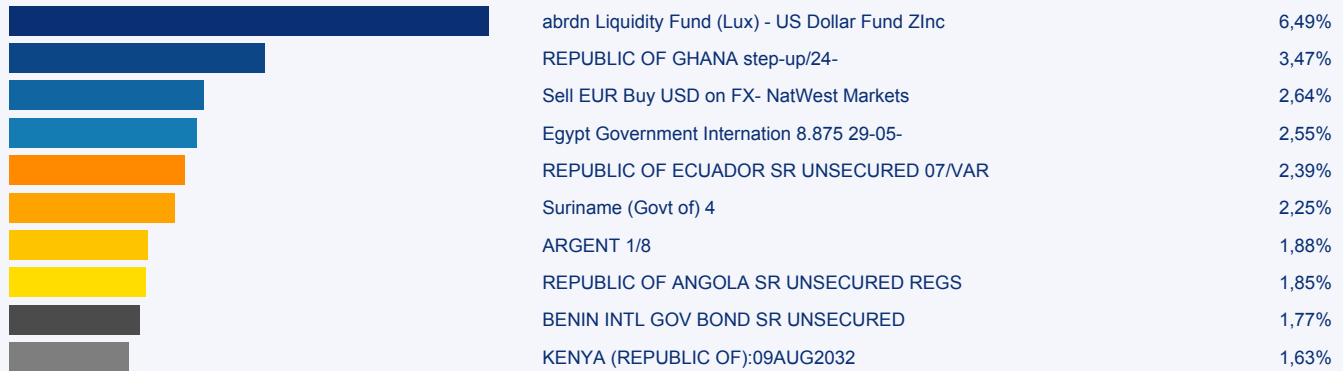 abrdn Liquidity Fund (Lux) - US Dollar Fund ZInc 6,49%
REPUBLIC OF GHANA step-up/24- 3,47%
Sell EUR Buy USD on FX- NatWest Markets 2,64%
Egypt Government Internation 8.875 29-05- 2,55%
REPUBLIC OF ECUADOR SR UNSECURED 07/VAR 2,39%
Suriname (Govt of) 4 2,25%
ARGENT 1/8 1,88%
REPUBLIC OF ANGOLA SR UNSECURED REGS 1,85%
BENIN INTL GOV BOND SR UNSECURED 1,77%
KENYA (REPUBLIC OF):09AUG2032 1,63%